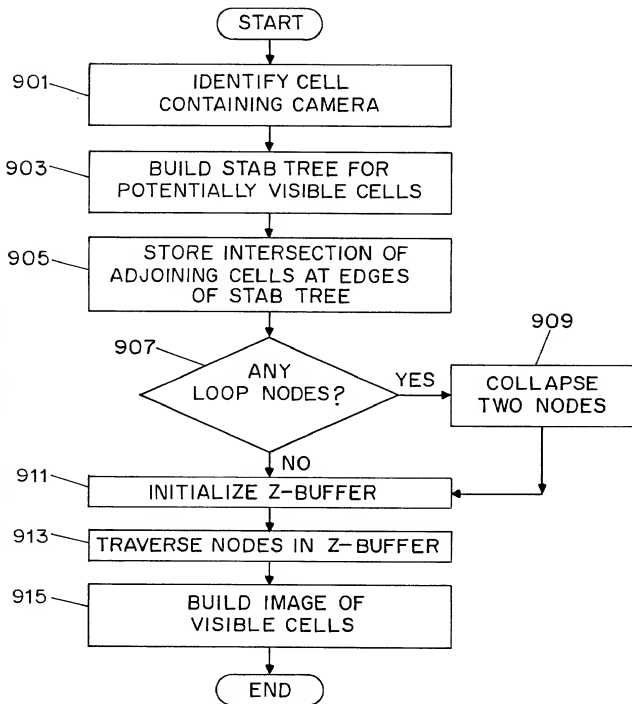 START
901
IDENTIFY CELL
CONTAINING CAMERA
903
BUILD STAB TREE FOR
POTENTIALLY VISIBLE CELLS
905
STORE INTERSECTION OF
ADJOINING CELLS AT EDGES
OF STAB TREE
907
ANY
LOOP NODES?
YES
909
COLLAPSE
TWO NODES
NO
911
INITIALIZE Z-BUFFER
913
TRAVERSE NODES IN Z-BUFFER
915
BUILD IMAGE OF
VISIBLE CELLS
END